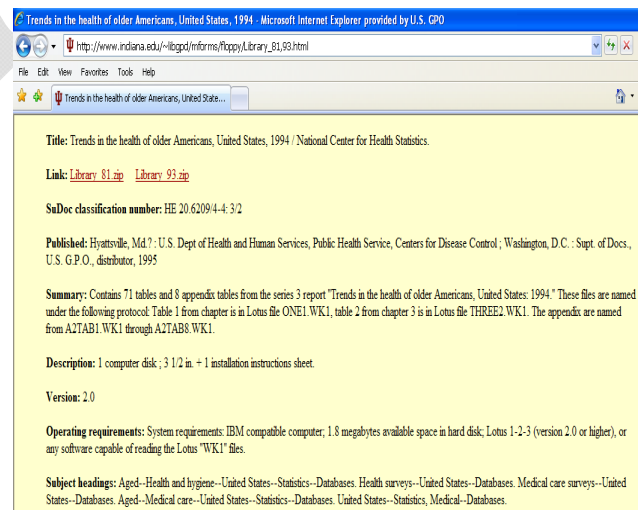 Trends in the health of older Americans, United States, 1994 - Microsoft Internet Explorer provided by U.S. GPO
http://www.indiana.edu/~libgpd/mforms/floppy/Library_81,93.html
File Edit View Favorites Tools Help
Trends in the health of older Americans, United State...
Title: Trends in the health of older Americans, United States, 1994 / National Center for Health Statistics.
Link: Library_81.zip Library_93.zip
SuDoc classification number: HE 20.6209/4-4: 3/2
Published: Hyattsville, Md.? : U.S. Dept of Health and Human Services, Public Health Service, Centers for Disease Control ; Washington, D.C. : Supt. of Docs.,
U.S. G.P.O., distributor, 1995
Summary: Contains 71 tables and 8 appendix tables from the series 3 report "Trends in the health of older Americans, United States: 1994." These files are named
under the following protocol: Table 1 from chapter is in Lotus file ONE1.WK1, table 2 from chapter 3 is in Lotus file THREE2.WK1. The appendix are named
from A2TAB1.WK1 through A2TAB8.WK1.
Description: 1 computer disk ; 3 1/2 in. + 1 installation instructions sheet.
Version: 2.0
Operating requirements: System requirements: IBM compatible computer; 1.8 megabytes available space in hard disk; Lotus 1-2-3 (version 2.0 or higher), or
any software capable of reading the Lotus "WK1" files.
Subject headings: Aged--Health and hygiene--United States--Statistics--Databases. Health surveys--United States--Databases. Medical care surveys--United
States--Databases. Aged--Medical care--United States--Statistics--Databases. United States--Statistics, Medical--Databases.